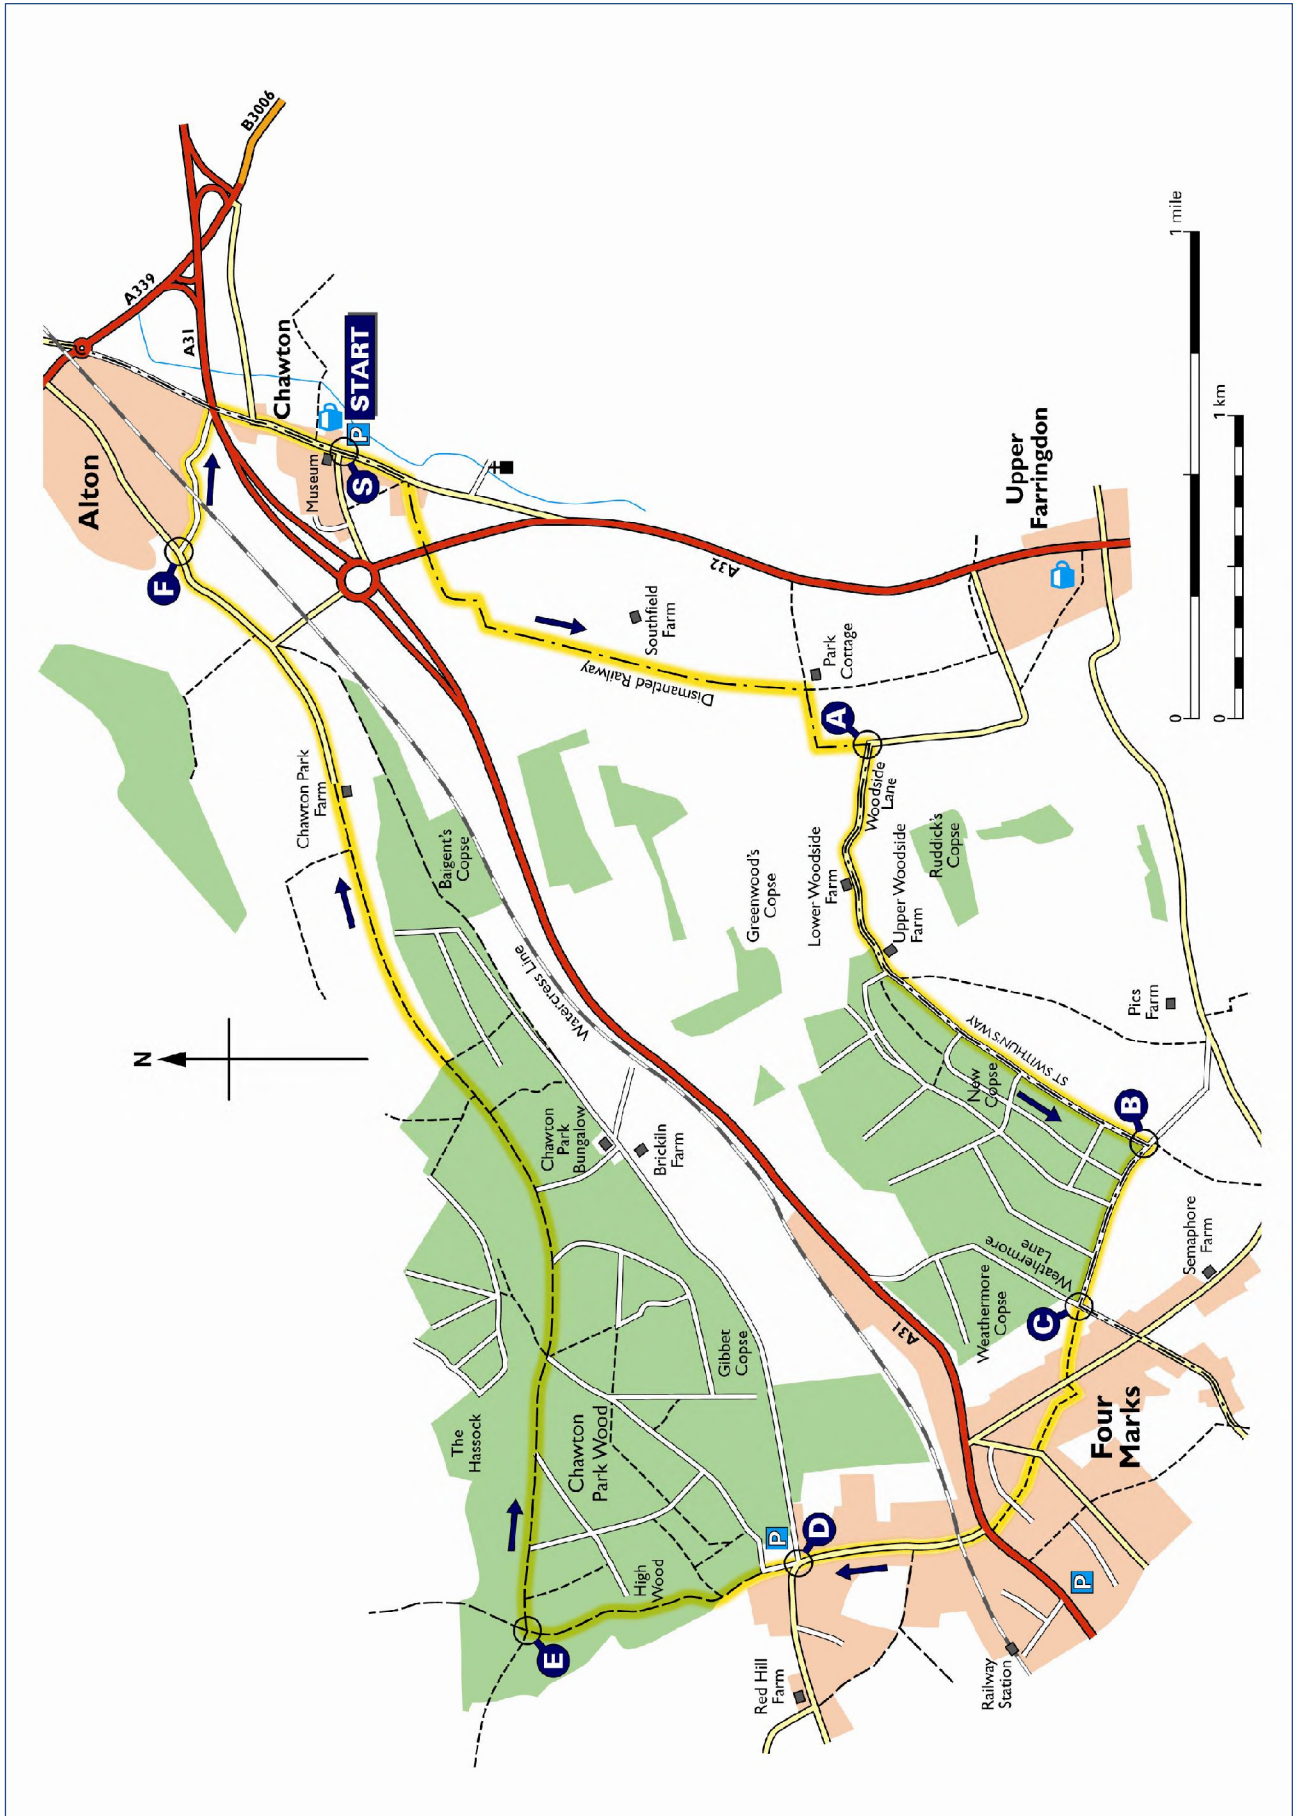 B3006
A339
A31
Alton
Chawton
Museum
P
START
S
F
A32
Southfield
Farm
Dismantled Railway
Park
Cottage
Upper
Farringdon
1 mile
0
1 km
0
A
Woodside
Lane
Lower Woodside
Farm
Upper Woodside
Farm
Ruddick's
Copse
Greenwood's
Copse
Chawton Park
Farm
Baigent's
Copse
Watercress Line
N
Pics
Farm
ST SWITHUNS WAY
New
Copse
B
Chawton
Park
Bungalow
Brickiln
Farm
Semaphore
Farm
Weathermore
Lane
Weathermore
Copse
C
A31
Gibbet
Copse
The
Hassock
Chawton
Park Wood
Four
Marks
P
D
High
Wood
P
E
Red Hill
Farm
Railway
Station